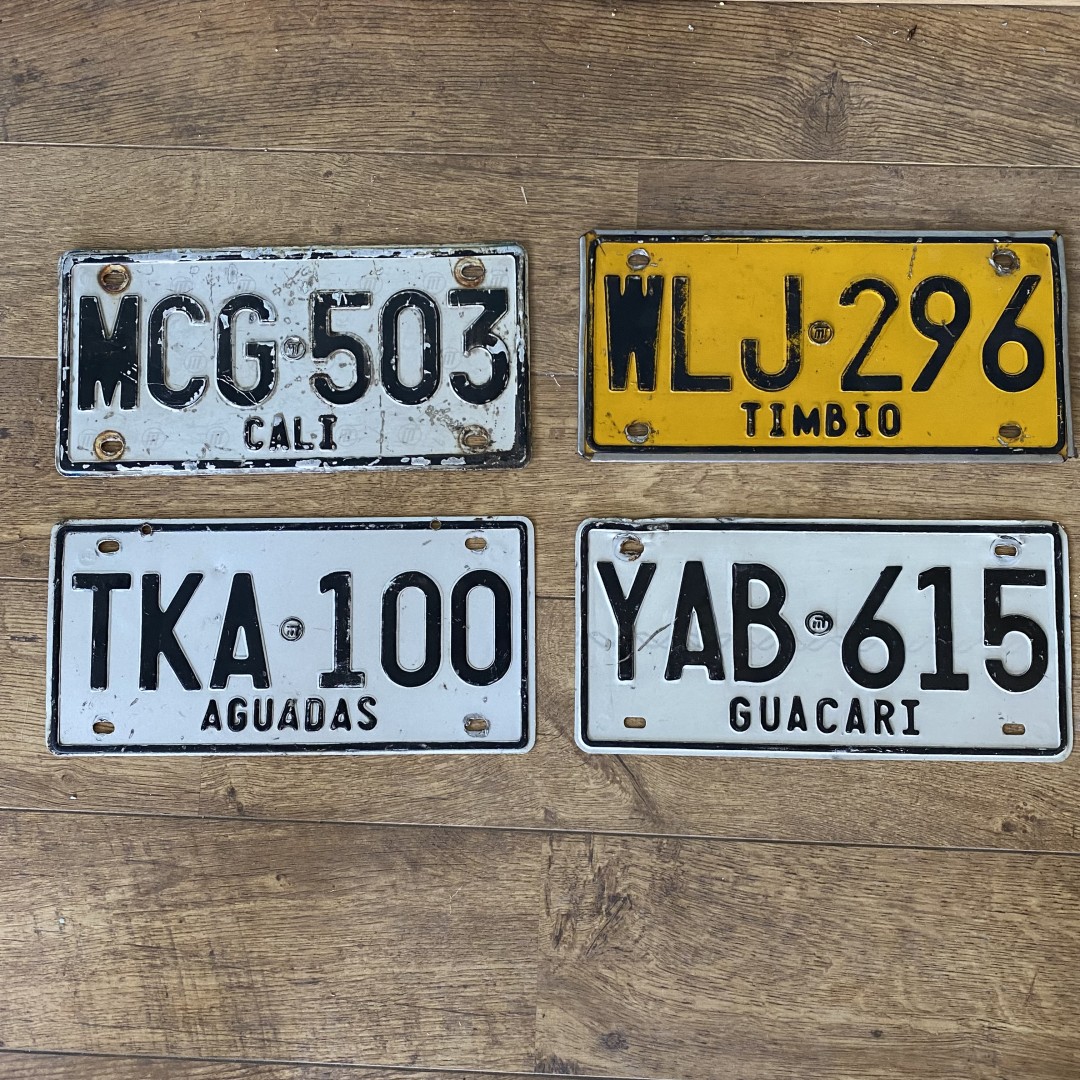 MCG·503
CALI
WLJ·296
TIMBIO
TKA·100
AGUADAS
YAB·615
GUACARI